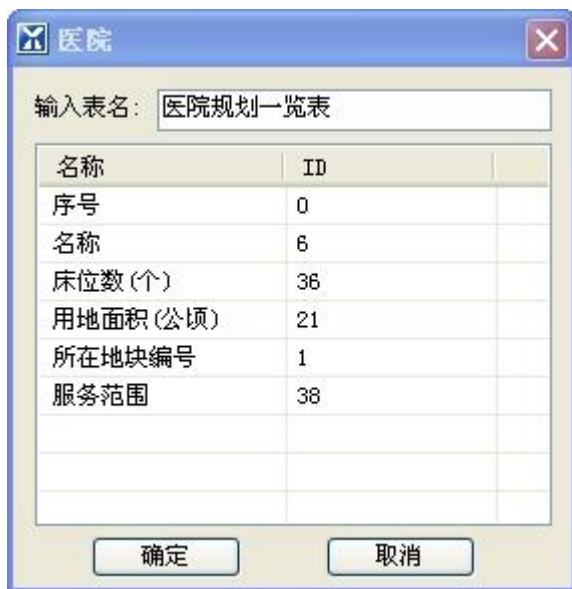 医院
输入表名: 医院规划一览表
名称 ID
序号 0
名称 6
床位数(个) 36
用地面积(公顷) 21
所在地块编号 1
服务范围 38
确定 取消